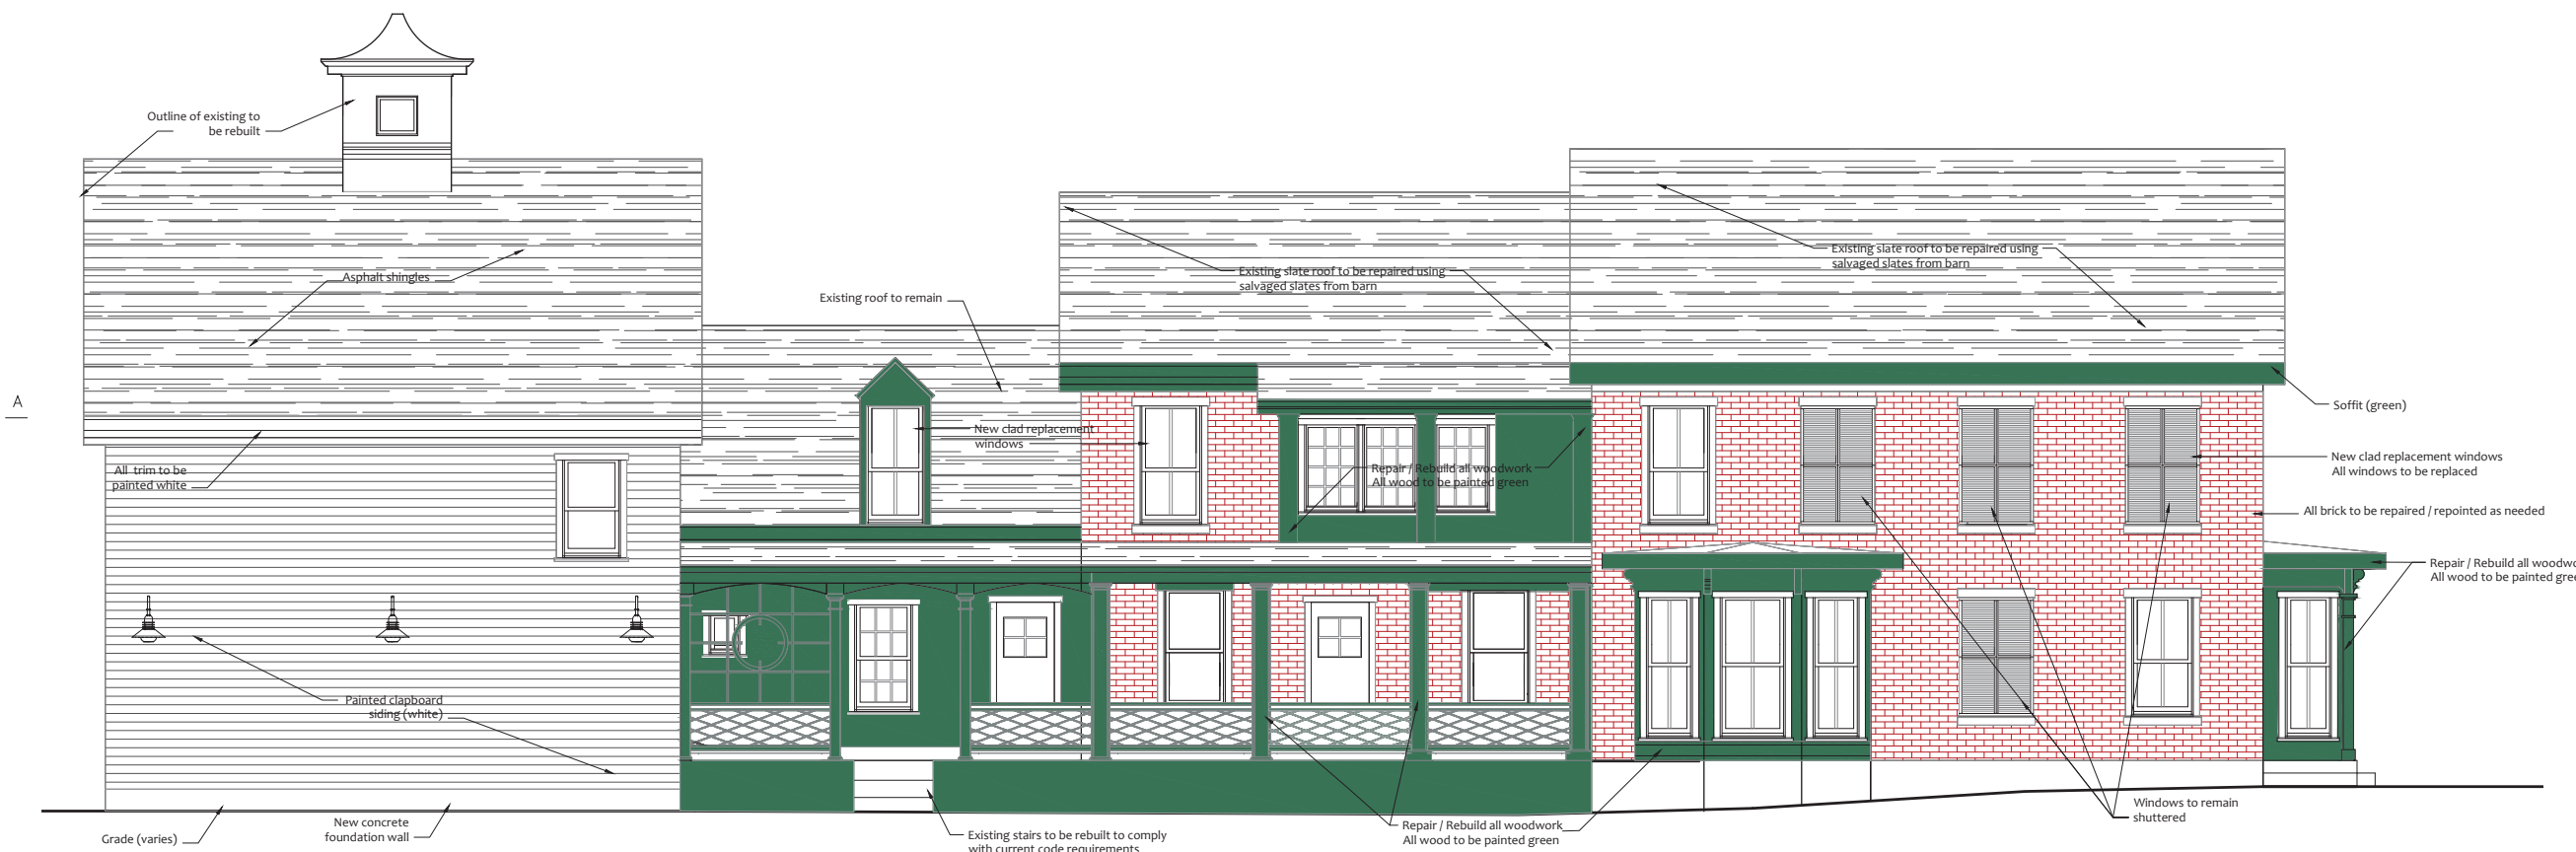 Outline of existing to
be rebuilt
Asphalt shingles
Existing roof to remain
Existing slate roof to be repaired using
salvaged slates from barn
Existing slate roof to be repaired using
salvaged slates from barn
A
Soffit (green)
New clad replacement
windows
Repair / Rebuild all woodwork
All wood to be painted green
New clad replacement windows
All windows to be replaced
All trim to be
painted white
All brick to be repaired / repointed as needed
Repair / Rebuild all
All wood to be painted
Painted clapboard
siding (white)
Windows to remain
shuttered
Grade (varies)
New concrete
foundation wall
Existing stairs to be rebuilt to comply
with current code requirements
Repair / Rebuild all woodwork
All wood to be painted green